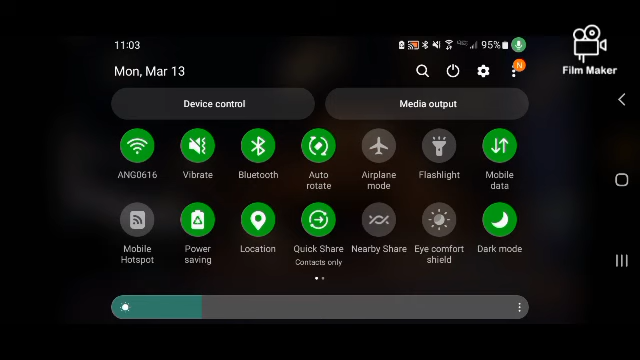 11:03
95%
Film Maker
Mon, Mar 13
N
Device control
Media output
ANG0616
Vibrate
Bluetooth
Auto
rotate
Airplane
mode
Flashlight
Mobile
data
Mobile
Hotspot
Power
saving
Location
Quick Share
Contacts only
Nearby Share
Eye comfort
shield
Dark mode